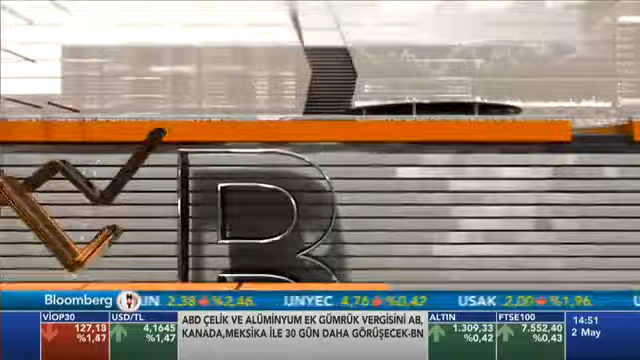 B
Bloomberg HT UN 2,38 %2,46 UNYEC 4,76 %0,42 USAK 2,00 %1,96
VİOP30 USD/TL ABD ÇELİK VE ALÜMİNYUM EK GÜMRÜK VERGİSİNİ AB, ALTIN FTSE100 14:51
127,18 4,1645 KANADA,MEKSİKA İLE 30 GÜN DAHA GÖRÜŞECEK-BN 1.309,33 7.552,40 2 May
%1,67 %1,47 %0,42 %0,43